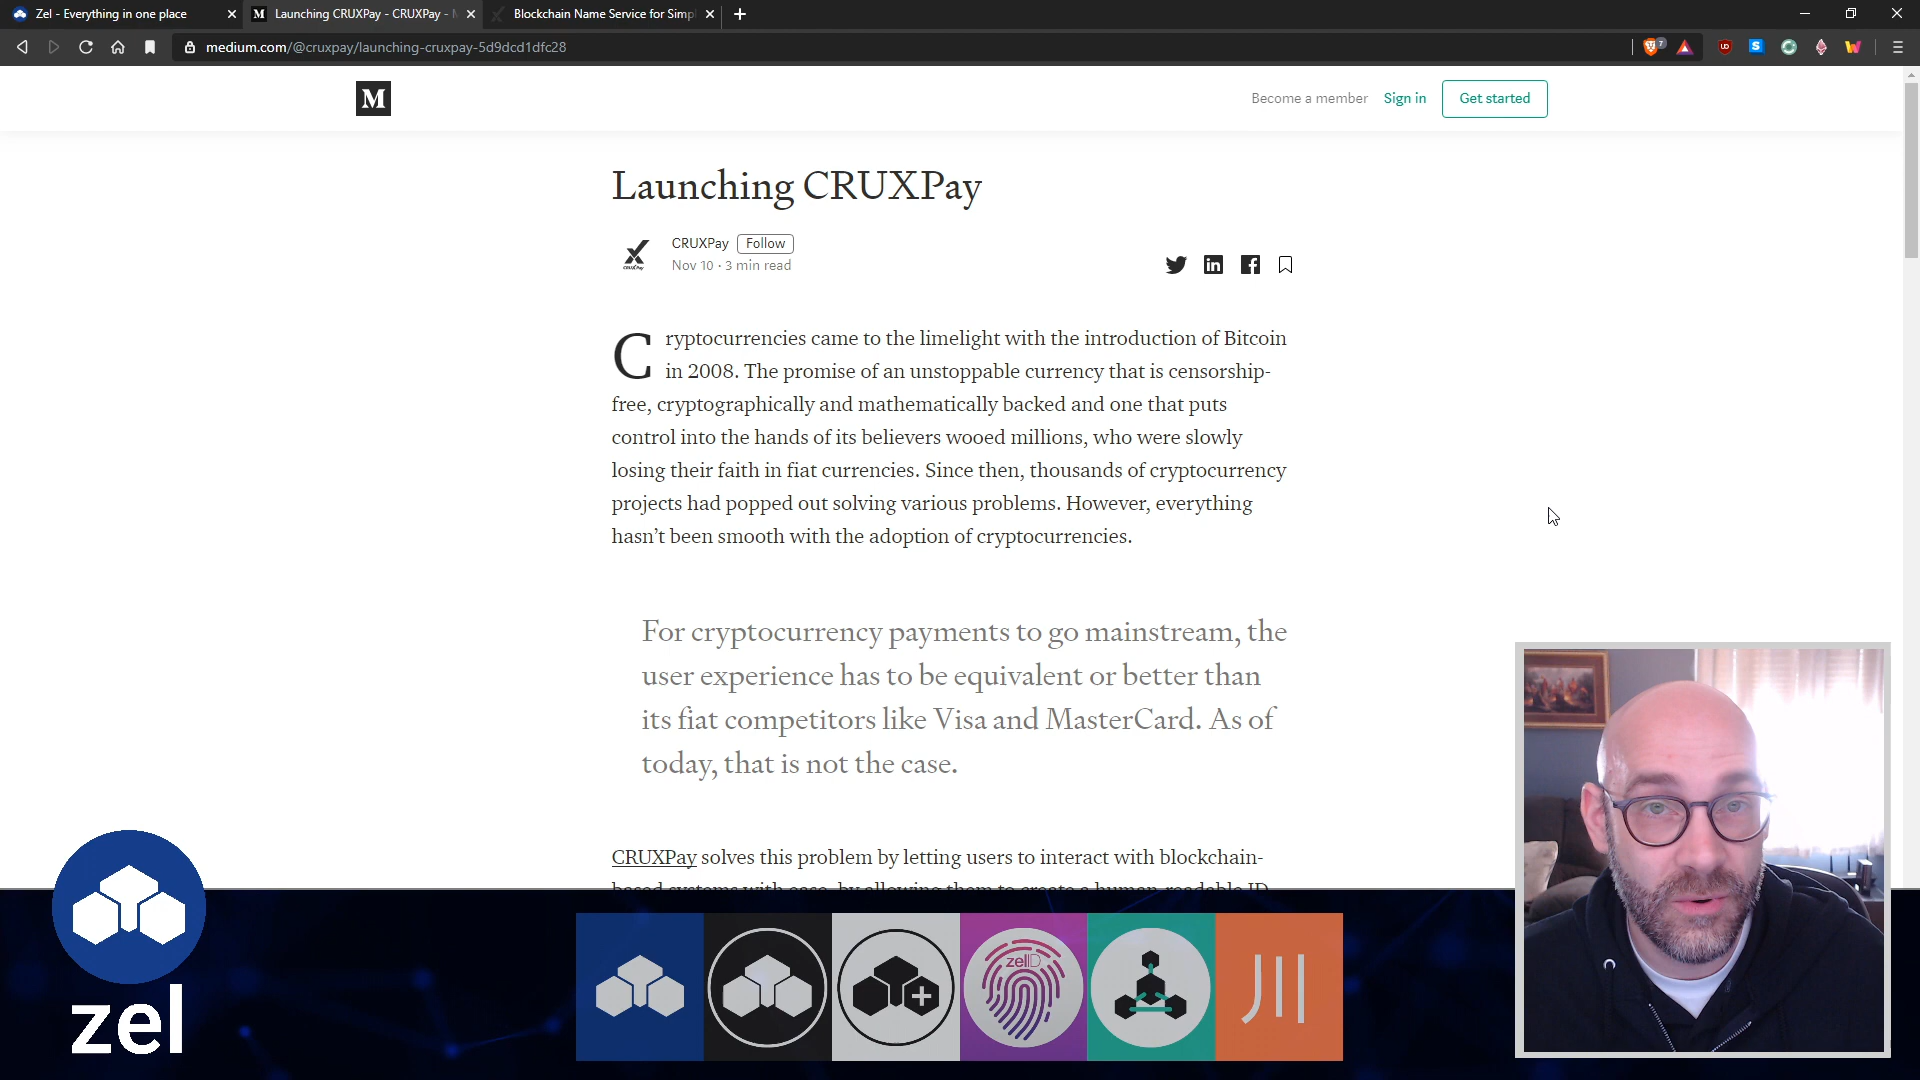 Zel - Everything in one place
Launching CRUXPay - CRUXPay -
Blockchain Name Service for Simp
medium.com/@cruxpay/launching-cruxpay-5d9dcd1dfc28
7
M
Become a member
Sign in
Get started
Launching CRUXPay
CRUXPay
Follow
Nov 10 · 3 min read
Cryptocurrencies came to the limelight with the introduction of Bitcoin
in 2008. The promise of an unstoppable currency that is censorship-
free, cryptographically and mathematically backed and one that puts
control into the hands of its believers wooed millions, who were slowly
losing their faith in fiat currencies. Since then, thousands of cryptocurrency
projects had popped out solving various problems. However, everything
hasn’t been smooth with the adoption of cryptocurrencies.
For cryptocurrency payments to go mainstream, the
user experience has to be equivalent or better than
its fiat competitors like Visa and MasterCard. As of
today, that is not the case.
CRUXPay solves this problem by letting users to interact with blockchain-
based systems with ease, by allowing them to create a human-readable ID
zel
zelID